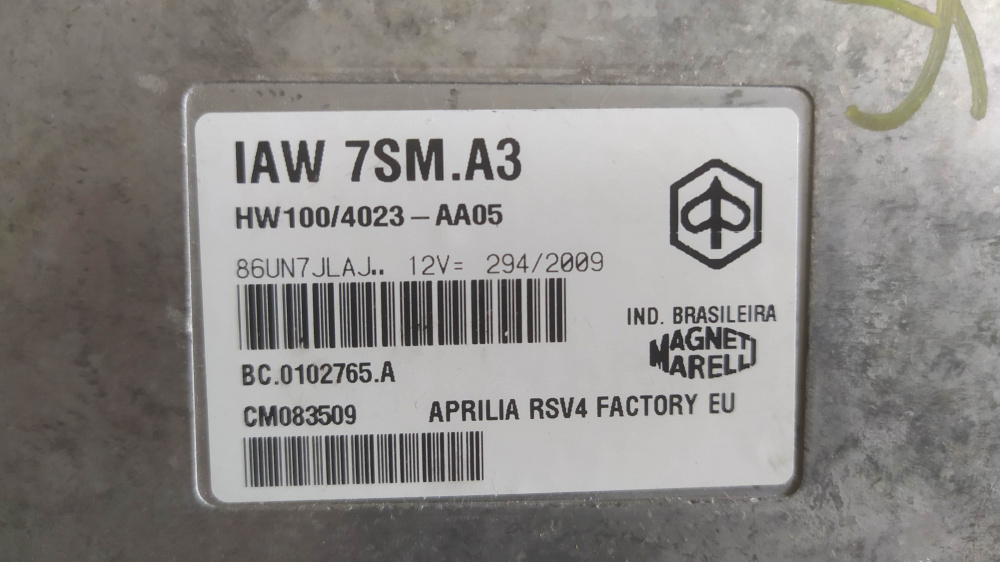 IAW 7SM.A3
HW100/4023-AA05
86UN7JLAJ.. 12V= 294/2009
IND. BRASILEIRA
MAGNETI
MARELLI
BC.0102765.A
CM083509
APRILIA RSV4 FACTORY EU